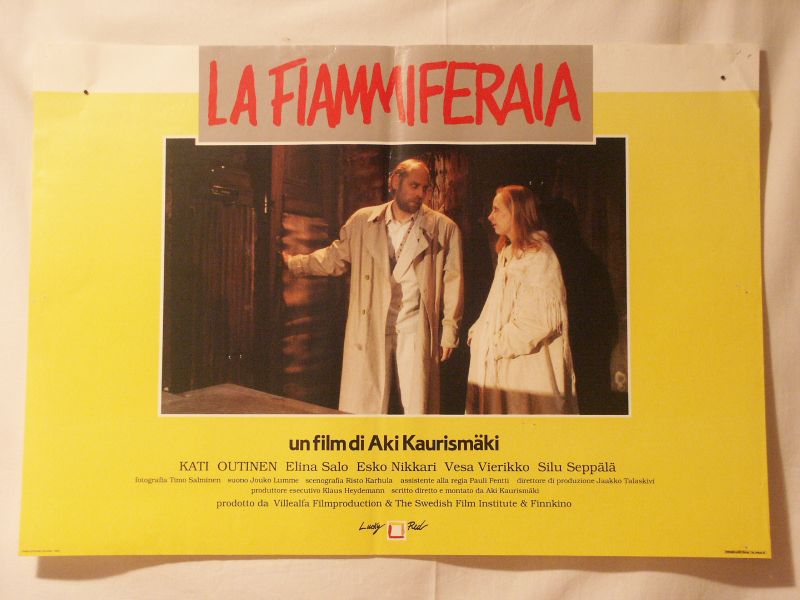 LA FIAMMIFERAIA
un film di Aki Kaurismäki
KATI OUTINEN Elina Salo Esko Nikkari Vesa Vierikko Silu Seppälä
fotografia Timo Salminen suono Jouko Lumme scenografia Risto Karhula assistente alla regia Pauli Pentti direttore di produzione Jaakko Talaskivi
produttore esecutivo Klaus Heydemann scritto diretto e montato da Aki Kaurismäki
prodotto da Villealfa Filmproduction & The Swedish Film Institute & Finnkino
Lucky Red